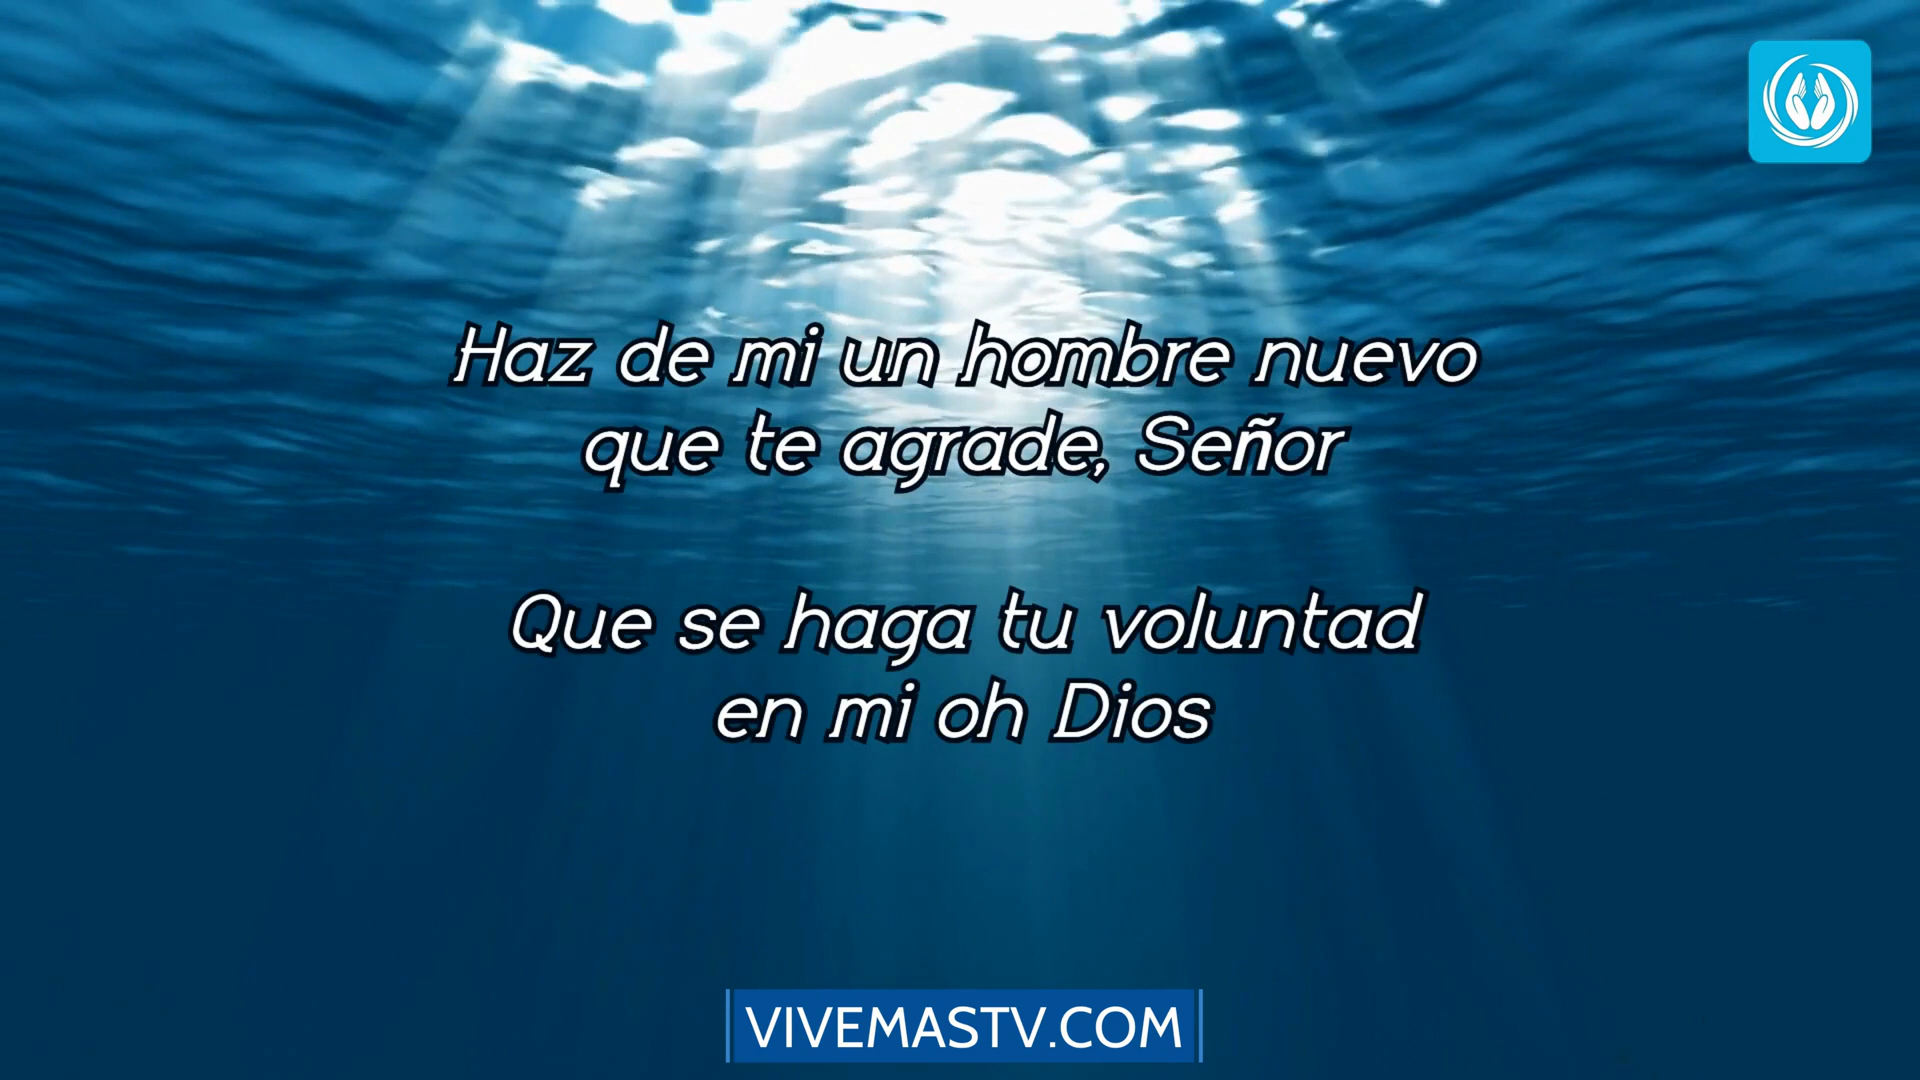 Haz de mi un hombre nuevo
que te agrade, Señor
Que se haga tu voluntad
en mi oh Dios
VIVEMASTV.COM